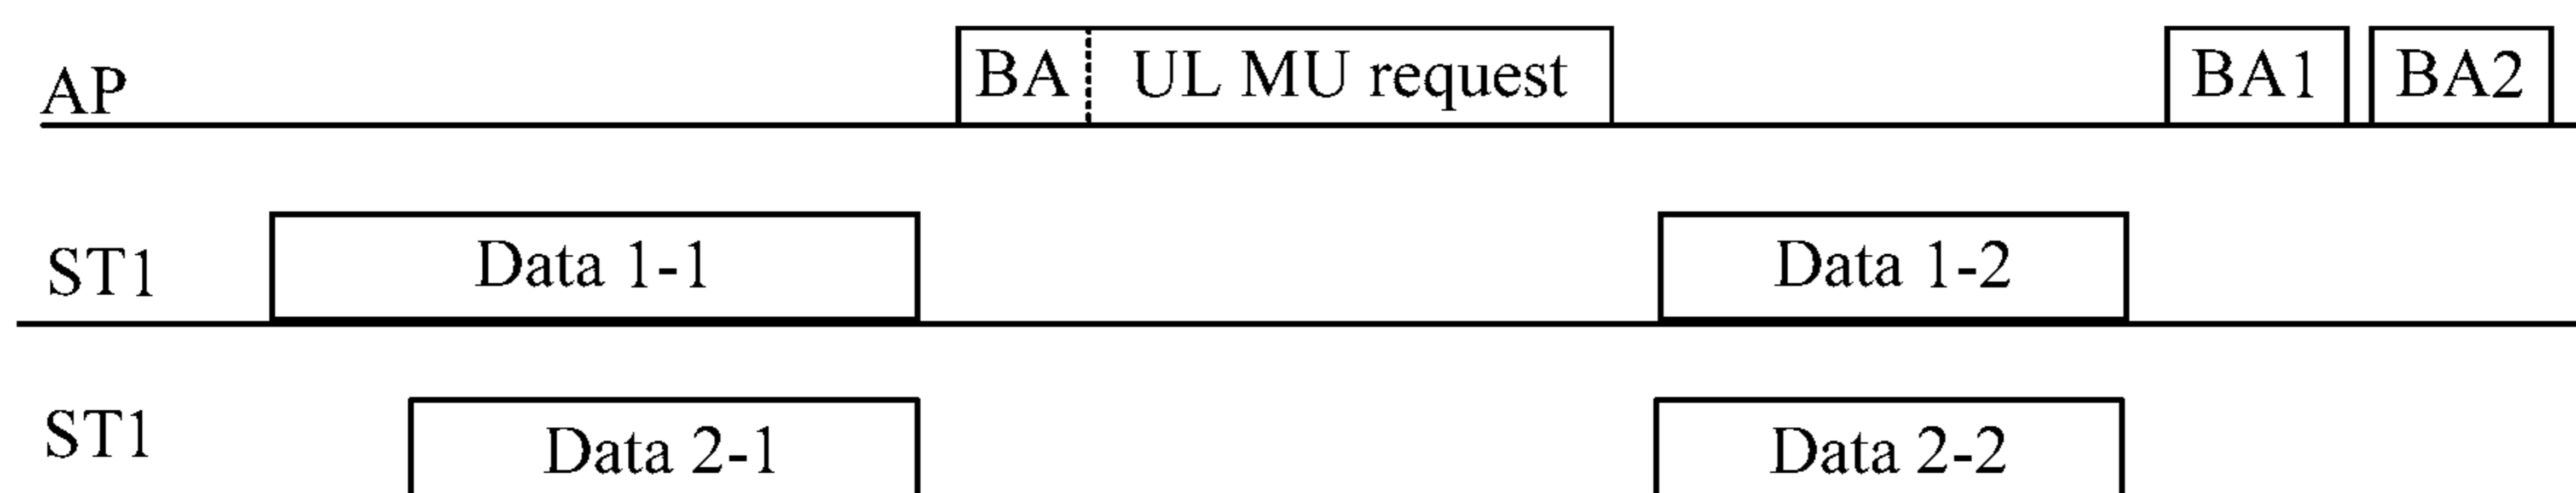 AP BA UL MU request BA1 BA2
ST1 Data 1-1 Data 1-2
ST1 Data 2-1 Data 2-2